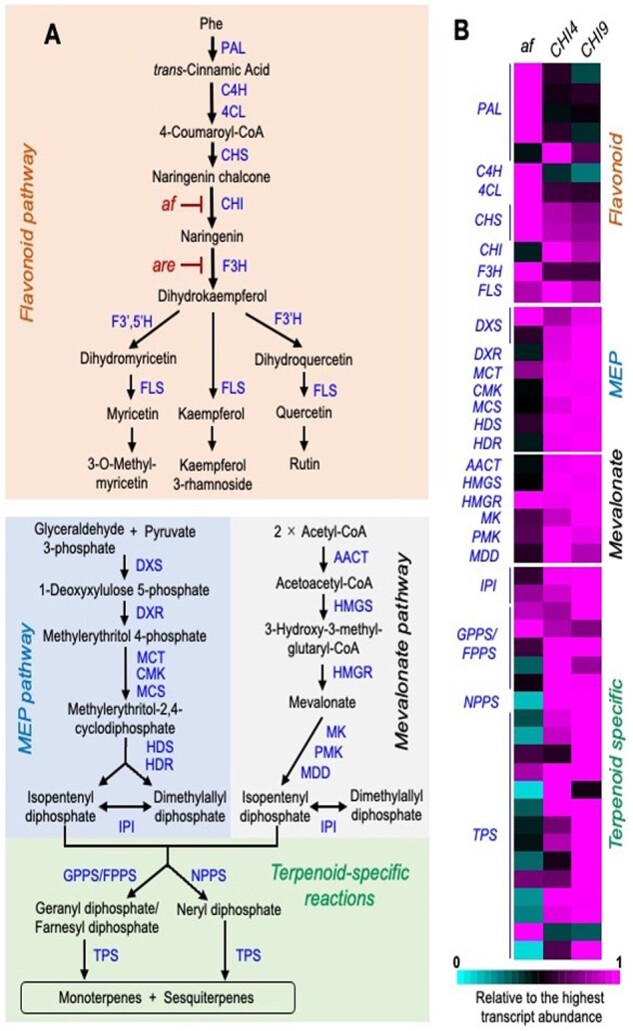 A
Phe
PAL
trans-Cinnamic Acid
C4H
4CL
4-Coumaroyl-CoA
CHS
Naringenin chalcone
af
CHI
Naringenin
are
F3H
Dihydrokaempferol
F3',5'H
F3'H
Dihydromyricetin
Dihydroquercetin
FLS
FLS
FLS
Myricetin
Kaempferol
Quercetin
3-O-Methyl-
myricetin
Kaempferol
3-rhamnoside
Rutin
Flavonoid pathway
Glyceraldehyde + Pyruvate
3-phosphate
DXS
1-Deoxyxylulose 5-phosphate
DXR
Methylerythritol 4-phosphate
MCT
CMK
MCS
Methylerythritol-2,4-
cyclodiphosphate
HDS
HDR
Isopentenyl
diphosphate
Dimethylallyl
diphosphate
IPI
MEP pathway
2 × Acetyl-CoA
AACT
Acetoacetyl-CoA
HMGS
3-Hydroxy-3-methyl-
glutaryl-CoA
HMGR
Mevalonate
MK
PMK
MDD
Isopentenyl
diphosphate
Dimethylallyl
diphosphate
IPI
Mevalonate pathway
GPPS/FPPS
NPPS
Terpenoid-specific
reactions
Geranyl diphosphate/
Farnesyl diphosphate
Neryl diphosphate
TPS
TPS
Monoterpenes + Sesquiterpenes
B
af
CHI4
CHI9
PAL
C4H
4CL
CHS
CHI
F3H
FLS
Flavonoid
DXS
DXR
MCT
CMK
MCS
HDS
HDR
MEP
AACT
HMGS
HMGR
MK
PMK
MDD
Mevalonate
IPI
GPPS/
FPPS
NPPS
TPS
Terpenoid specific
0
1
Relative to the highest
transcript abundance